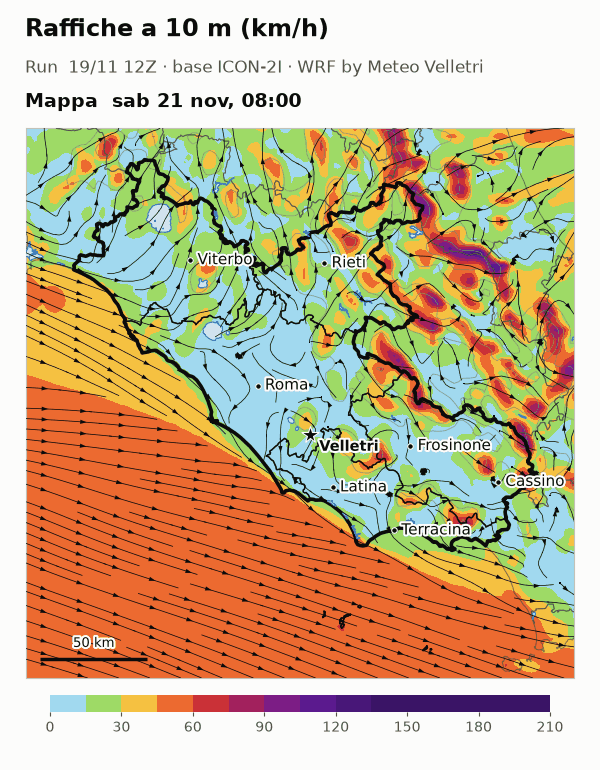 Raffiche a 10 m (km/h)
Run  19/11 12Z · base ICON-2I · WRF by Meteo Velletri
Mappa  sab 21 nov, 08:00
Viterbo
Rieti
Roma
Velletri
Frosinone
Cassino
Latina
Terracina
50 km
0 30 60 90 120 150 180 210